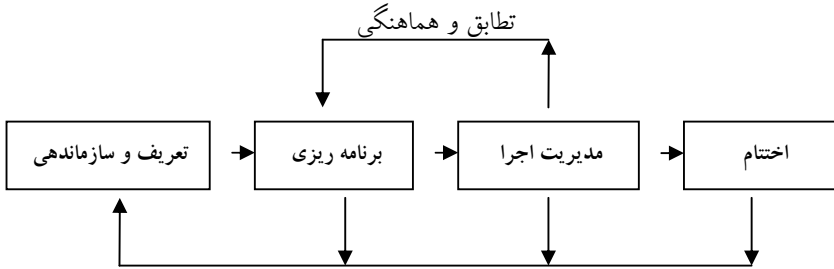 تطابق و هماهنگی
تعریف و سازماندهی
برنامه ریزی
مدیریت اجرا
اختتام